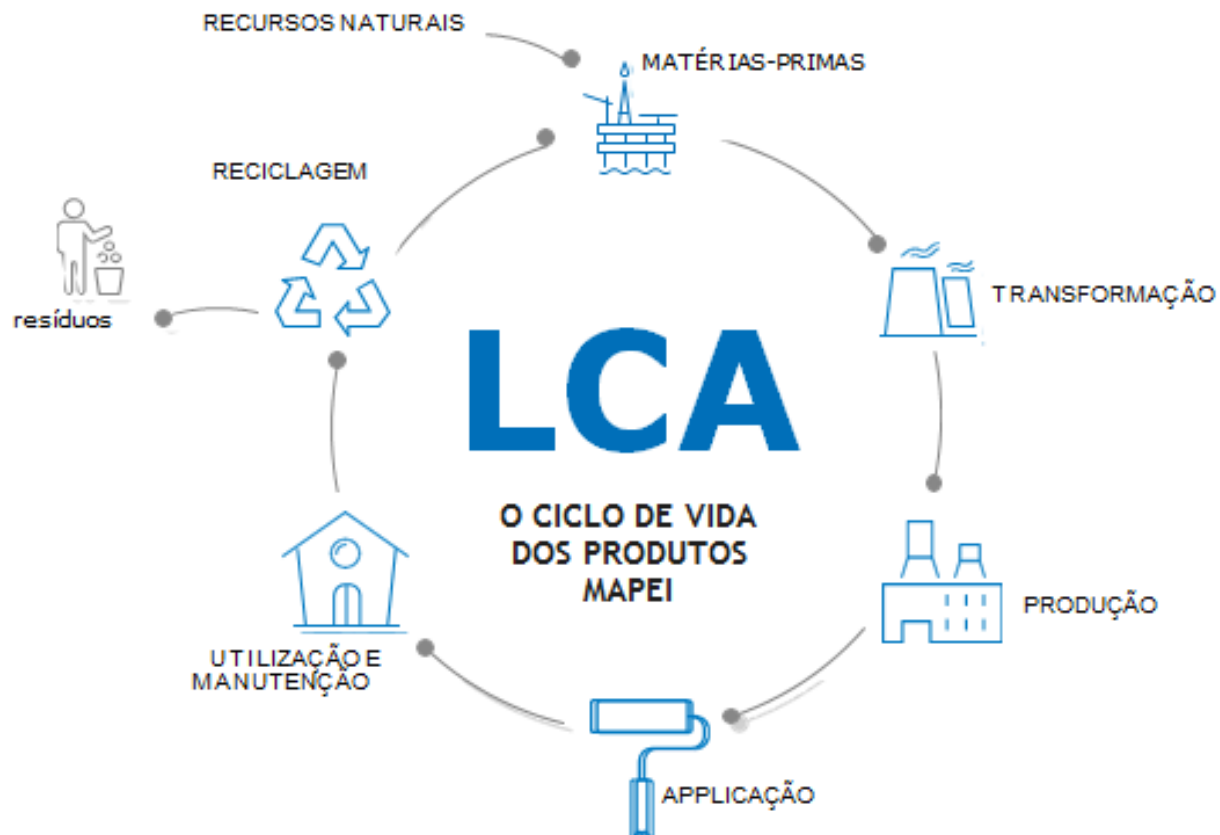 RECURSOS NATURAIS
MATÉRIAS-PRIMAS
RECICLAGEM
TRANSFORMAÇÃO
resíduos
LCA
O CICLO DE VIDA
DOS PRODUTOS
MAPEI
PRODUÇÃO
UTILIZAÇÃO E
MANUTENÇÃO
APPLICAÇÃO